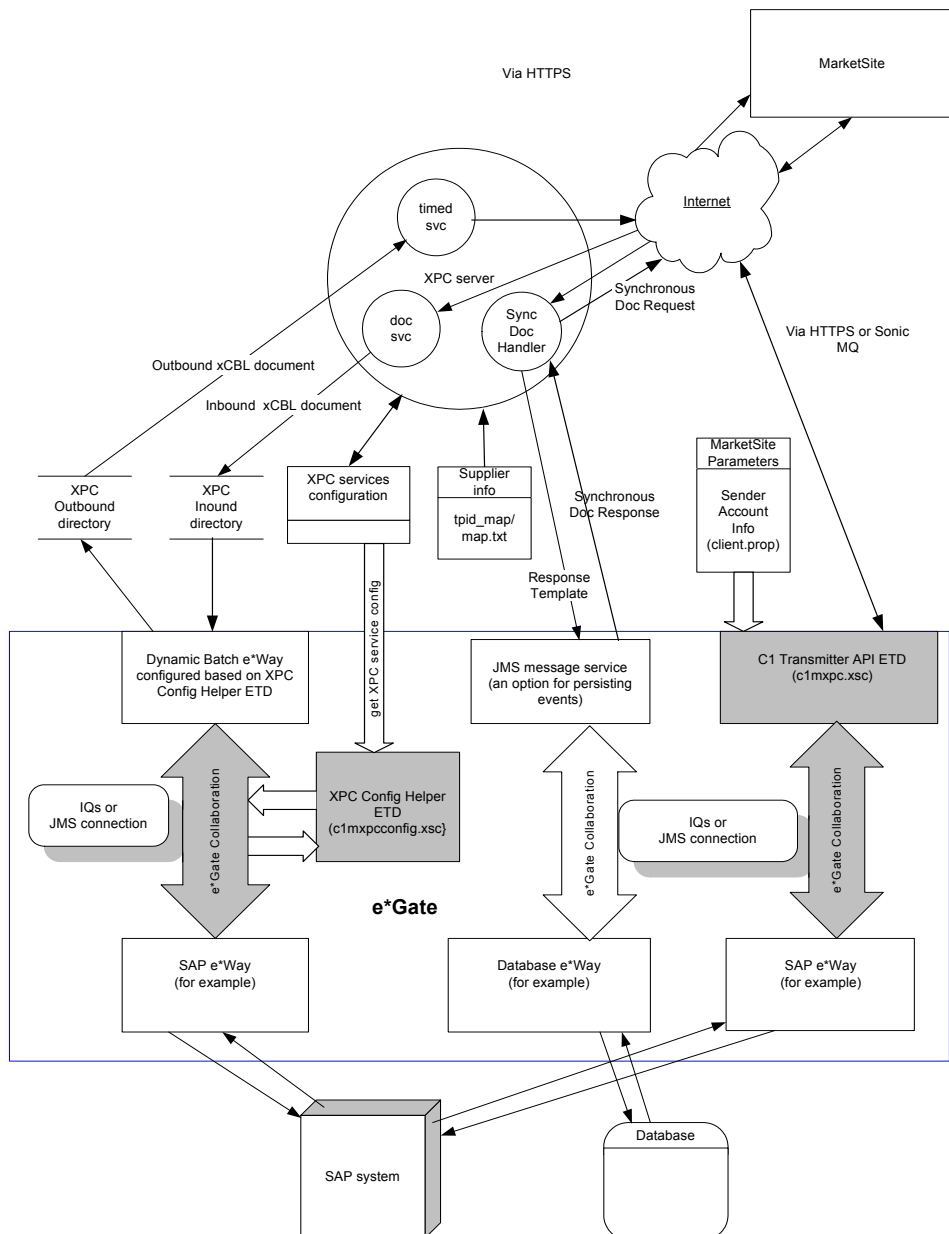 MarketSite
Via HTTPS
Internet
timed
svc
XPC server
doc
svc
Sync
Doc
Handler
Synchronous
Doc Request
Via HTTPS or Sonic
MQ
Outbound xCBL document
Inbound xCBL document
XPC
Outbound
directory
XPC
Inound
directory
XPC services
configuration
Supplier
info
tpid_map/
map.txt
Synchronous
Doc Response
MarketSite
Parameters
Sender
Account
Info
(client.prop)
Response
Template
get XPC service config
Dynamic Batch e*Way
configured based on XPC
Config Helper ETD
JMS message service
(an option for persisting
events)
C1 Transmitter API ETD
(c1mxpc.xsc)
IQs or
JMS connection
e*Gate Collaboration
XPC Config Helper
ETD
(c1mxpcconfig.xsc}
e*Gate Collaboration
IQs or
JMS connection
e*Gate Collaboration
e*Gate
SAP e*Way
(for example)
Database e*Way
(for example)
SAP e*Way
(for example)
SAP system
Database